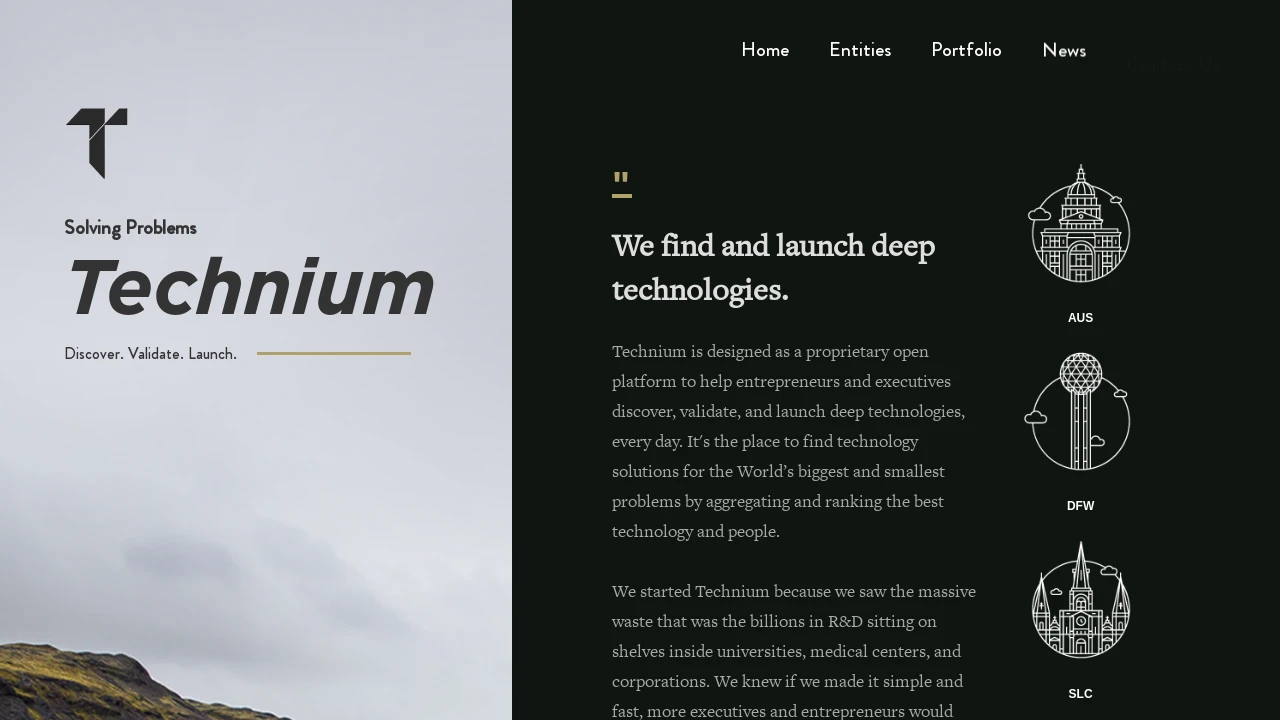 Home Entities Portfolio News Contact Us
Solving Problems
Technium
Discover. Validate. Launch.
"
We find and launch deep
technologies.
Technium is designed as a proprietary open
platform to help entrepreneurs and executives
discover, validate, and launch deep technologies,
every day. It's the place to find technology
solutions for the World’s biggest and smallest
problems by aggregating and ranking the best
technology and people.
We started Technium because we saw the massive
waste that was the billions in R&D sitting on
shelves inside universities, medical centers, and
corporations. We knew if we made it simple and
fast, more executives and entrepreneurs would
AUS
DFW
SLC